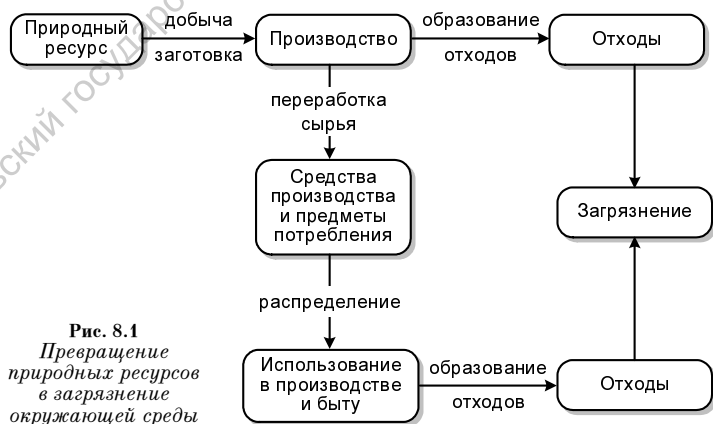 Природный
ресурс
добыча
заготовка
Производство
образование
отходов
Отходы
переработка
сырья
Средства
производства
и предметы
потребления
Загрязнение
распределение
Использование
в производстве
и быту
образование
отходов
Отходы
Рис. 8.1
Превращение
природных ресурсов
в загрязнение
окружающей среды